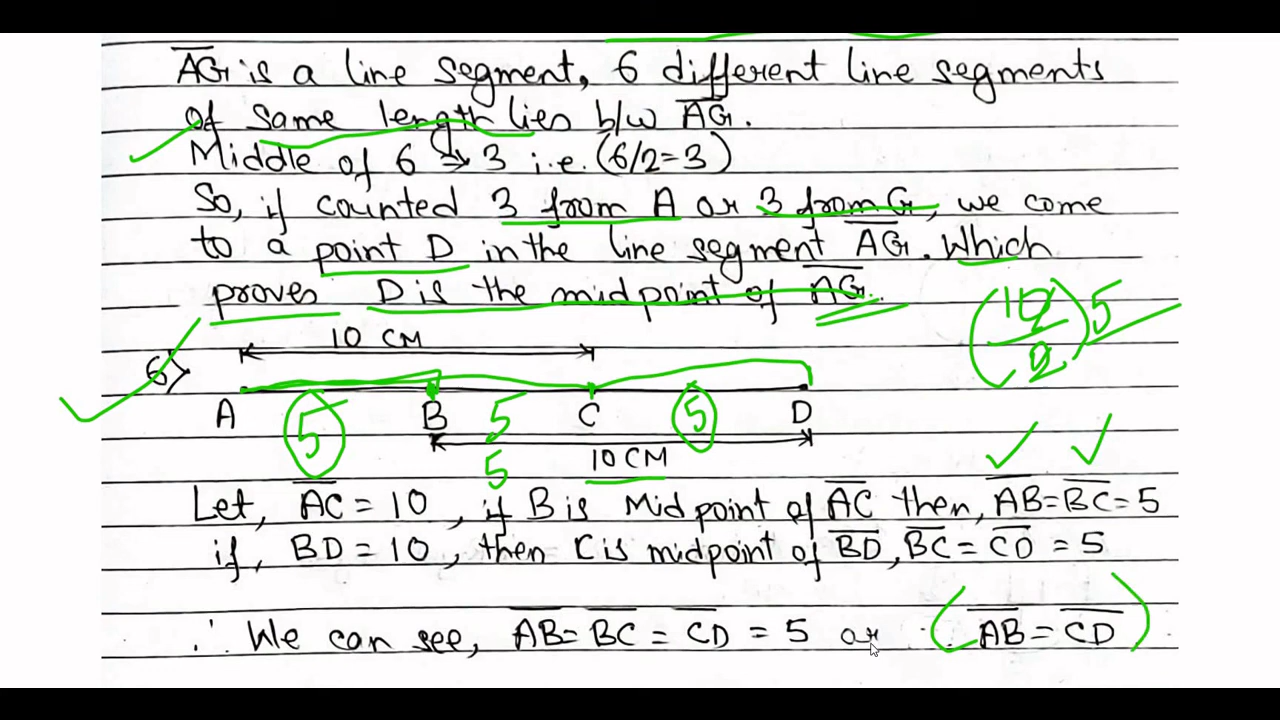 AG is a line segment, 6 different line segments
of same length lies b/w AG.
Middle of 6 → 3 i.e. (6/2=3)
So, if counted 3 from A or 3 from G, we come
to a point D in the line segment AG. Which
proves D is the midpoint of AG.
(10/2) 5
10 CM
6>
A B C D
5 5 5
5
10 CM
Let, AC = 10, if B is Midpoint of AC then, AB=BC=5
if, BD = 10, then C is midpoint of BD, BC = CD = 5
∴ We can see, AB=BC = CD = 5 or ∴ (AB = CD)